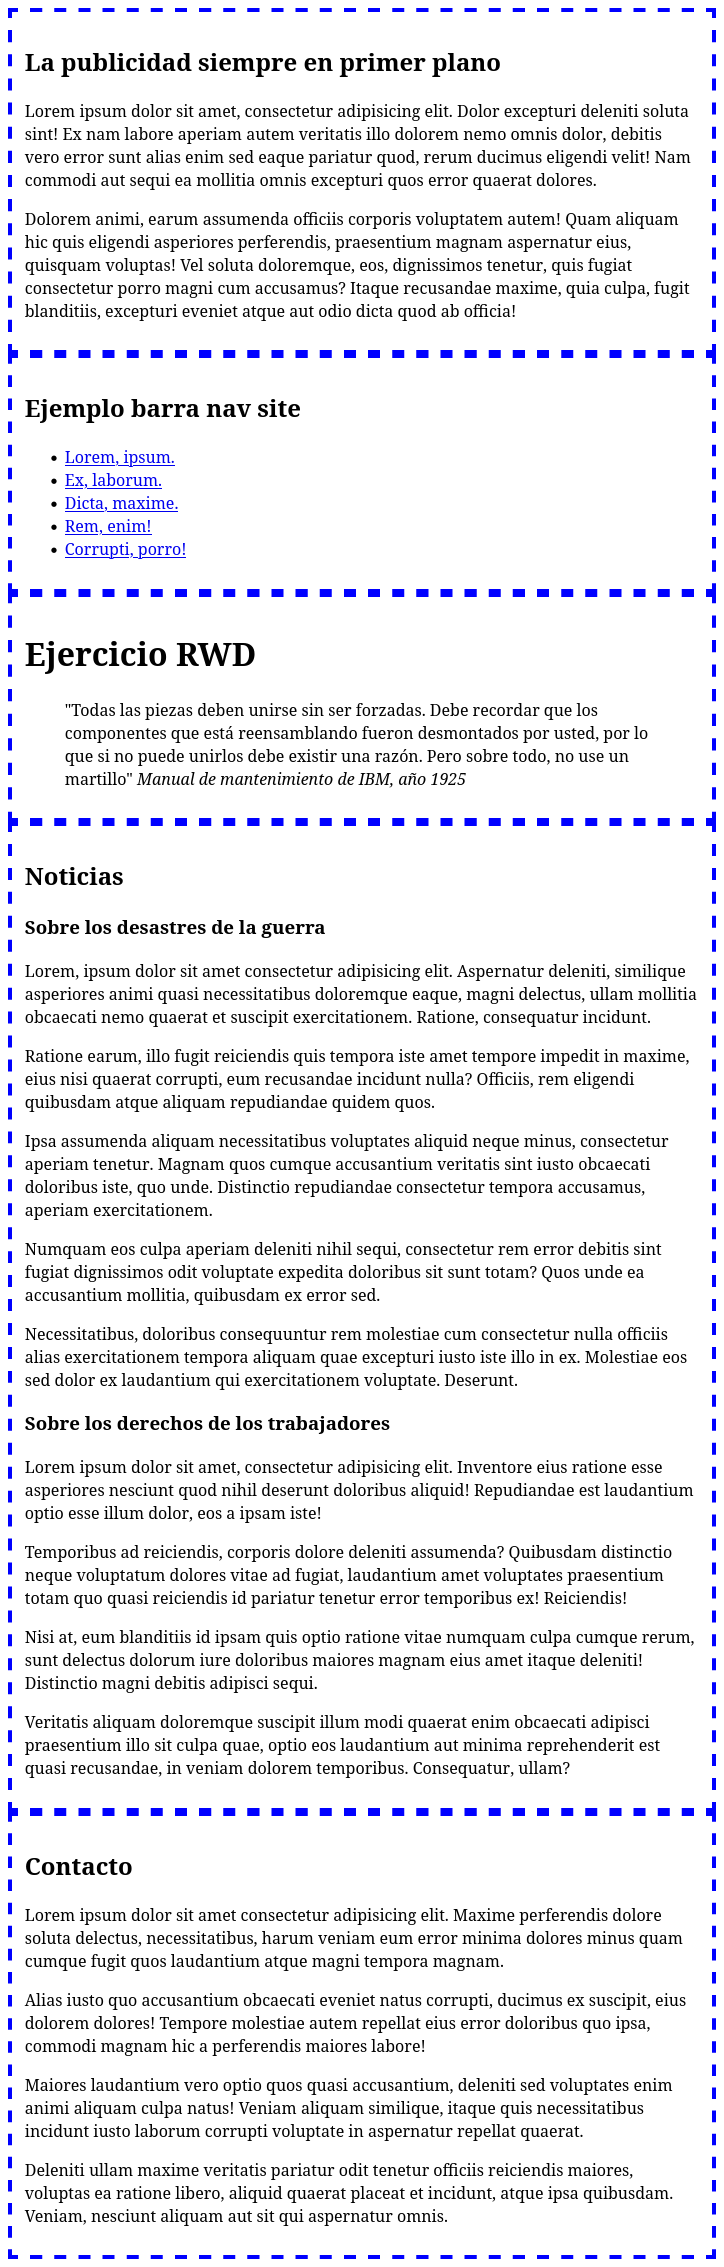 La publicidad siempre en primer plano
Lorem ipsum dolor sit amet, consectetur adipisicing elit. Dolor excepturi deleniti soluta
sint! Ex nam labore aperiam autem veritatis illo dolorem nemo omnis dolor, debitis
vero error sunt alias enim sed eaque pariatur quod, rerum ducimus eligendi velit! Nam
commodi aut sequi ea mollitia omnis excepturi quos error quaerat dolores.
Dolorem animi, earum assumenda officiis corporis voluptatem autem! Quam aliquam
hic quis eligendi asperiores perferendis, praesentium magnam aspernatur eius,
quisquam voluptas! Vel soluta doloremque, eos, dignissimos tenetur, quis fugiat
consectetur porro magni cum accusamus? Itaque recusandae maxime, quia culpa, fugit
blanditiis, excepturi eveniet atque aut odio dicta quod ab officia!
Ejemplo barra nav site
• Lorem, ipsum.
• Ex, laborum.
• Dicta, maxime.
• Rem, enim!
• Corrupti, porro!
Ejercicio RWD
"Todas las piezas deben unirse sin ser forzadas. Debe recordar que los
componentes que está reensamblando fueron desmontados por usted, por lo
que si no puede unirlos debe existir una razón. Pero sobre todo, no use un
martillo" Manual de mantenimiento de IBM, año 1925
Noticias
Sobre los desastres de la guerra
Lorem, ipsum dolor sit amet consectetur adipisicing elit. Aspernatur deleniti, similique
asperiores animi quasi necessitatibus doloremque eaque, magni delectus, ullam mollitia
obcaecati nemo quaerat et suscipit exercitationem. Ratione, consequatur incidunt.
Ratione earum, illo fugit reiciendis quis tempora iste amet tempore impedit in maxime,
eius nisi quaerat corrupti, eum recusandae incidunt nulla? Officiis, rem eligendi
quibusdam atque aliquam repudiandae quidem quos.
Ipsa assumenda aliquam necessitatibus voluptates aliquid neque minus, consectetur
aperiam tenetur. Magnam quos cumque accusantium veritatis sint iusto obcaecati
doloribus iste, quo unde. Distinctio repudiandae consectetur tempora accusamus,
aperiam exercitationem.
Numquam eos culpa aperiam deleniti nihil sequi, consectetur rem error debitis sint
fugiat dignissimos odit voluptate expedita doloribus sit sunt totam? Quos unde ea
accusantium mollitia, quibusdam ex error sed.
Necessitatibus, doloribus consequuntur rem molestiae cum consectetur nulla officiis
alias exercitationem tempora aliquam quae excepturi iusto iste illo in ex. Molestiae eos
sed dolor ex laudantium qui exercitationem voluptate. Deserunt.
Sobre los derechos de los trabajadores
Lorem ipsum dolor sit amet, consectetur adipisicing elit. Inventore eius ratione esse
asperiores nesciunt quod nihil deserunt doloribus aliquid! Repudiandae est laudantium
optio esse illum dolor, eos a ipsam iste!
Temporibus ad reiciendis, corporis dolore deleniti assumenda? Quibusdam distinctio
neque voluptatum dolores vitae ad fugiat, laudantium amet voluptates praesentium
totam quo quasi reiciendis id pariatur tenetur error temporibus ex! Reiciendis!
Nisi at, eum blanditiis id ipsam quis optio ratione vitae numquam culpa cumque rerum,
sunt delectus dolorum iure doloribus maiores magnam eius amet itaque deleniti!
Distinctio magni debitis adipisci sequi.
Veritatis aliquam doloremque suscipit illum modi quaerat enim obcaecati adipisci
praesentium illo sit culpa quae, optio eos laudantium aut minima reprehenderit est
quasi recusandae, in veniam dolorem temporibus. Consequatur, ullam?
Contacto
Lorem ipsum dolor sit amet consectetur adipisicing elit. Maxime perferendis dolore
soluta delectus, necessitatibus, harum veniam eum error minima dolores minus quam
cumque fugit quos laudantium atque magni tempora magnam.
Alias iusto quo accusantium obcaecati eveniet natus corrupti, ducimus ex suscipit, eius
dolorem dolores! Tempore molestiae autem repellat eius error doloribus quo ipsa,
commodi magnam hic a perferendis maiores labore!
Maiores laudantium vero optio quos quasi accusantium, deleniti sed voluptates enim
animi aliquam culpa natus! Veniam aliquam similique, itaque quis necessitatibus
incidunt iusto laborum corrupti voluptate in aspernatur repellat quaerat.
Deleniti ullam maxime veritatis pariatur odit tenetur officiis reiciendis maiores,
voluptas ea ratione libero, aliquid quaerat placeat et incidunt, atque ipsa quibusdam.
Veniam, nesciunt aliquam aut sit qui aspernatur omnis.